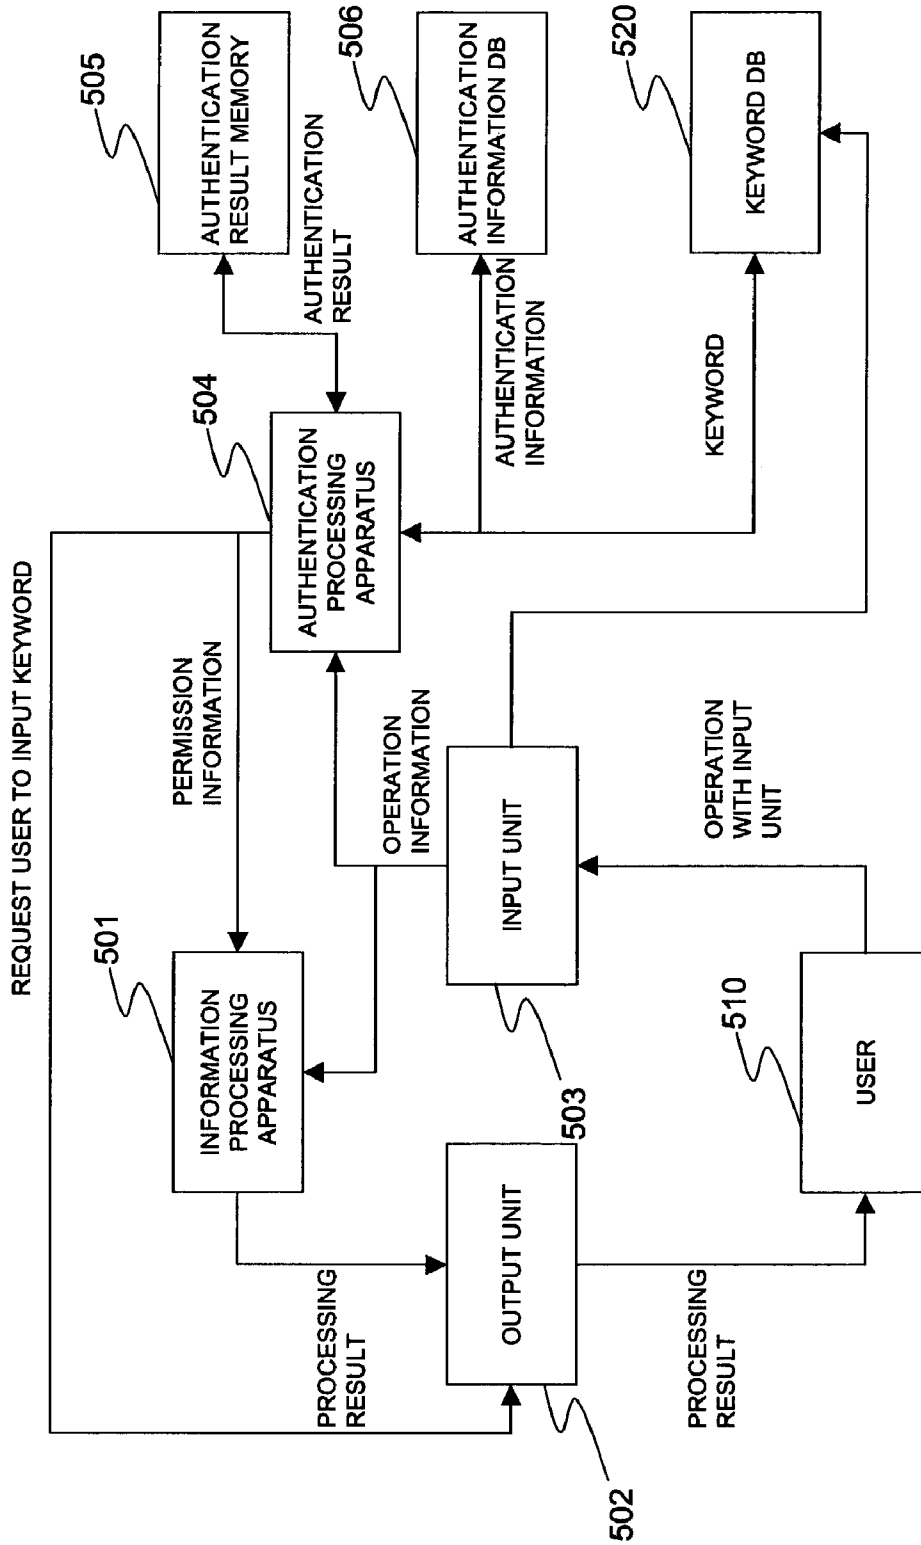 REQUEST USER TO INPUT KEYWORD
501
INFORMATION
PROCESSING
APPARATUS
PERMISSION
INFORMATION
504
AUTHENTICATION
PROCESSING
APPARATUS
505
AUTHENTICATION
RESULT MEMORY
AUTHENTICATION
RESULT
506
AUTHENTICATION
INFORMATION DB
AUTHENTICATION
INFORMATION
520
KEYWORD DB
KEYWORD
PROCESSING
RESULT
OUTPUT UNIT
502
OPERATION
INFORMATION
INPUT UNIT
503
PROCESSING
RESULT
510
USER
OPERATION
WITH INPUT
UNIT